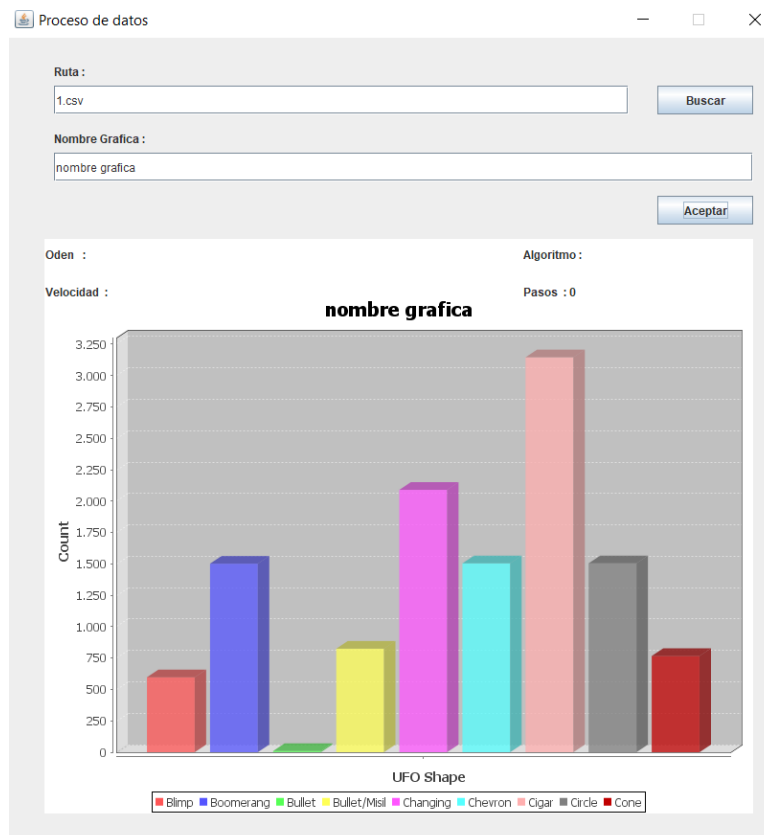 Proceso de datos
Ruta :
1.csv
Buscar
Nombre Grafica :
nombre grafica
Aceptar
Oden :
Algoritmo :
Velocidad :
Pasos : 0
nombre grafica
3.250
3.000
2.750
2.500
2.250
2.000
1.750
1.500
1.250
1.000
750
500
250
0
Count
UFO Shape
Blimp Boomerang Bullet Bullet/Misil Changing Chevron Cigar Circle Cone